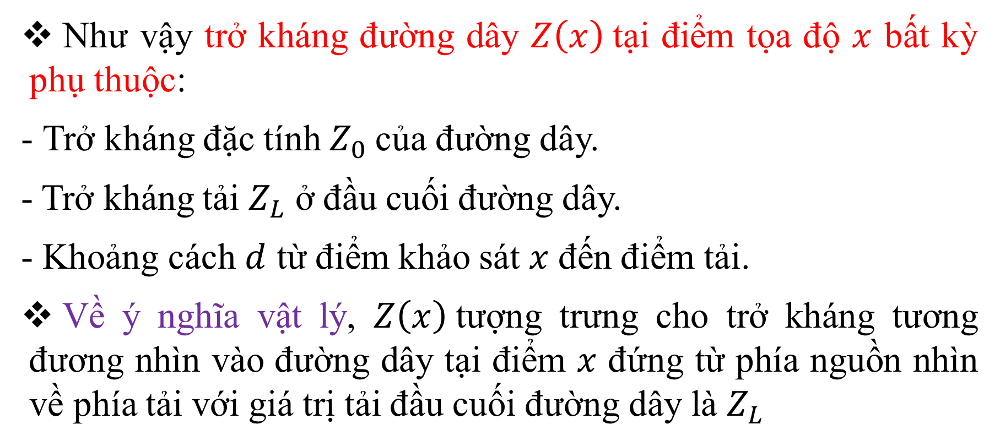 ❖ Như vậy trở kháng đường dây Z(x) tại điểm tọa độ x bất kỳ
phụ thuộc:
- Trở kháng đặc tính Z₀ của đường dây.
- Trở kháng tải Z_L ở đầu cuối đường dây.
- Khoảng cách d từ điểm khảo sát x đến điểm tải.
❖ Về ý nghĩa vật lý, Z(x) tượng trưng cho trở kháng tương
đương nhìn vào đường dây tại điểm x đứng từ phía nguồn nhìn
về phía tải với giá trị tải đầu cuối đường dây là Z_L